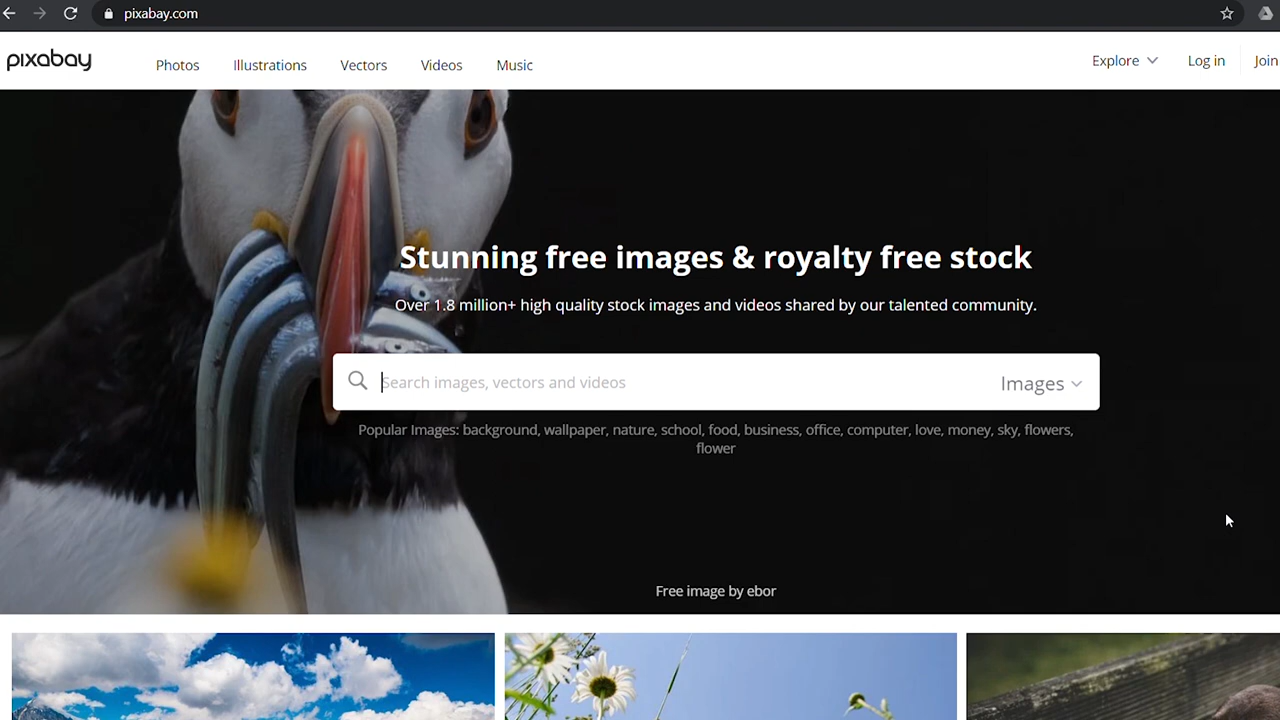 pixabay.com
pixabay
Photos
Illustrations
Vectors
Videos
Music
Explore
Log in
Join
Stunning free images & royalty free stock
Over 1.8 million+ high quality stock images and videos shared by our talented community.
Search images, vectors and videos
Images
Popular Images: background, wallpaper, nature, school, food, business, office, computer, love, money, sky, flowers,
flower
Free image by ebor